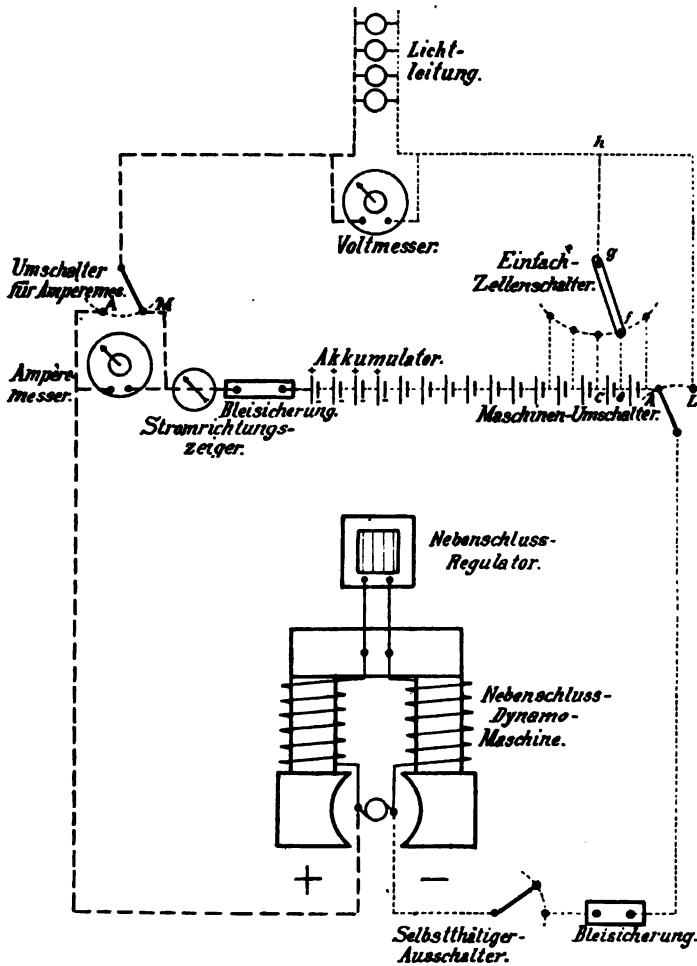 Licht-
leitung.
h
Voltmesser.
Umschalter
für Amperemes.
A
M
Einfach-
Zellenschalter.
g
f
Ampère-
messer.
Akkumulator.
+ + + +
Bleisicherung.
Stromrichtungs-
zeiger.
c
e
A
L
Maschinen-Umschalter.
Nebenschluss-
Regulator.
Nebenschluss-
Dynamo-
Maschine.
+ −
Selbstthätiger-
Ausschalter.
Bleisicherung.